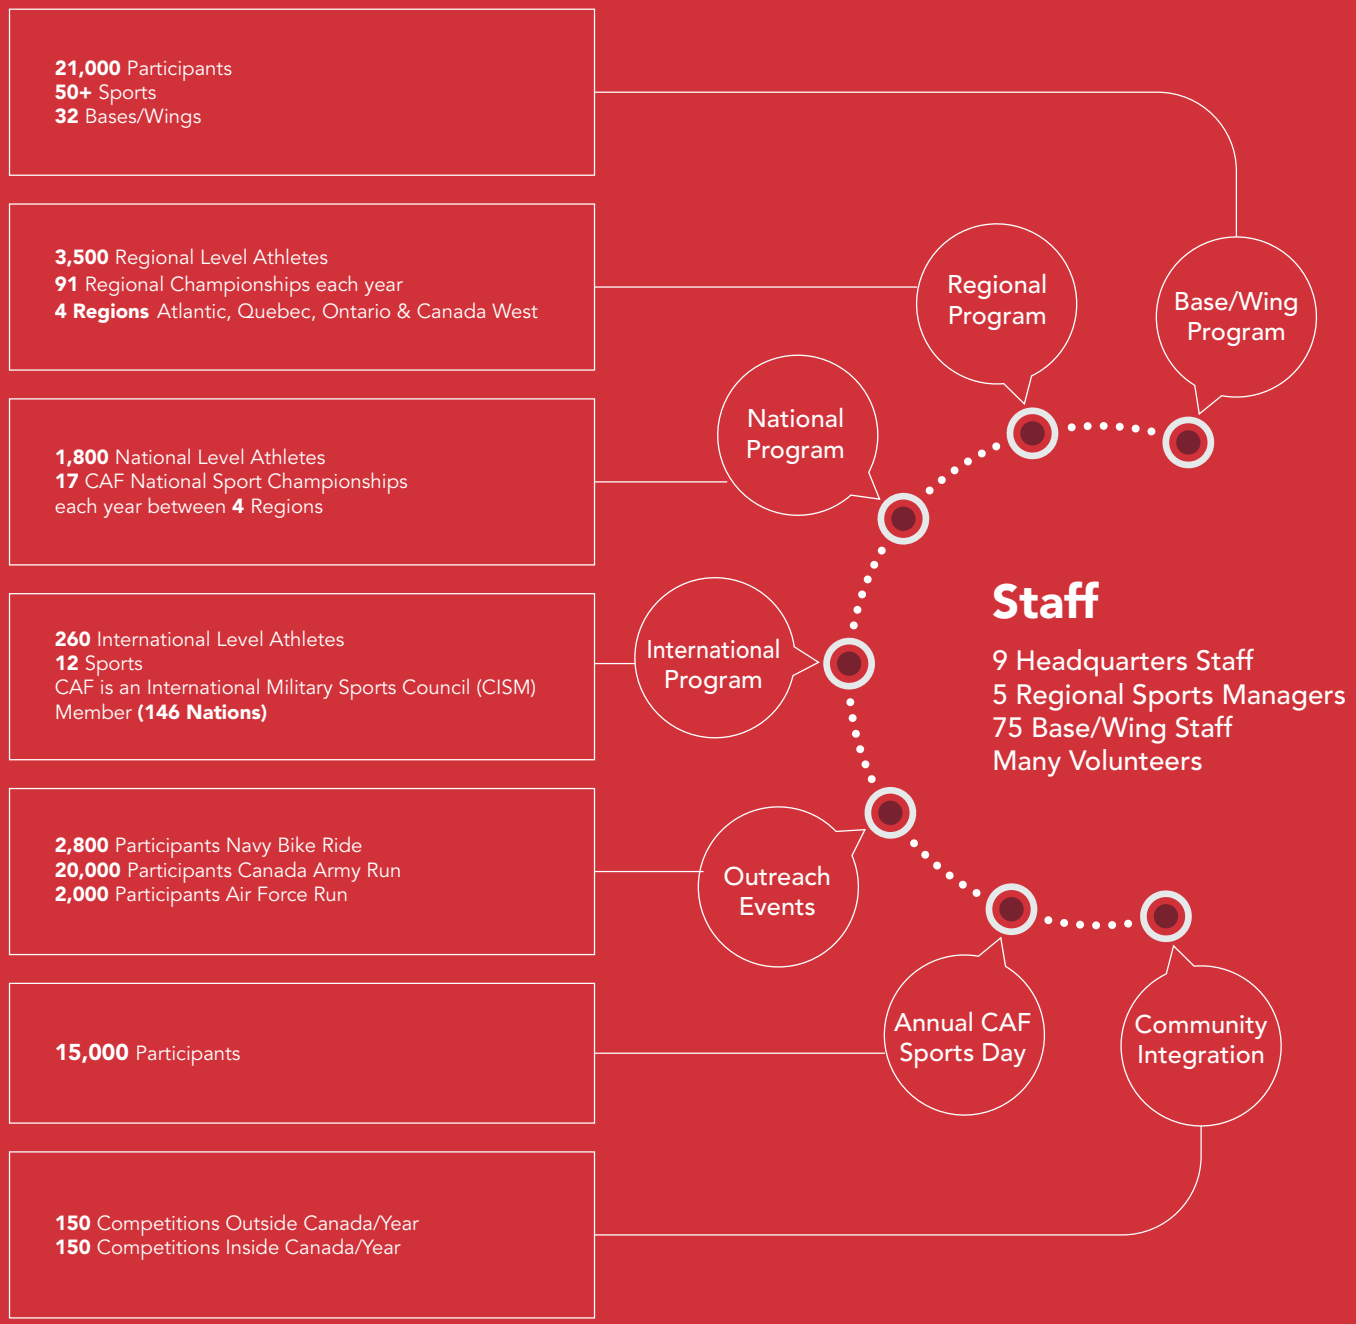 21,000 Participants
50+ Sports
32 Bases/Wings
3,500 Regional Level Athletes
91 Regional Championships each year
4 Regions Atlantic, Quebec, Ontario & Canada West
1,800 National Level Athletes
17 CAF National Sport Championships
each year between 4 Regions
260 International Level Athletes
12 Sports
CAF is an International Military Sports Council (CISM)
Member (146 Nations)
2,800 Participants Navy Bike Ride
20,000 Participants Canada Army Run
2,000 Participants Air Force Run
15,000 Participants
150 Competitions Outside Canada/Year
150 Competitions Inside Canada/Year
Base/Wing
Program
Regional
Program
National
Program
International
Program
Outreach
Events
Annual CAF
Sports Day
Community
Integration
Staff
9 Headquarters Staff
5 Regional Sports Managers
75 Base/Wing Staff
Many Volunteers